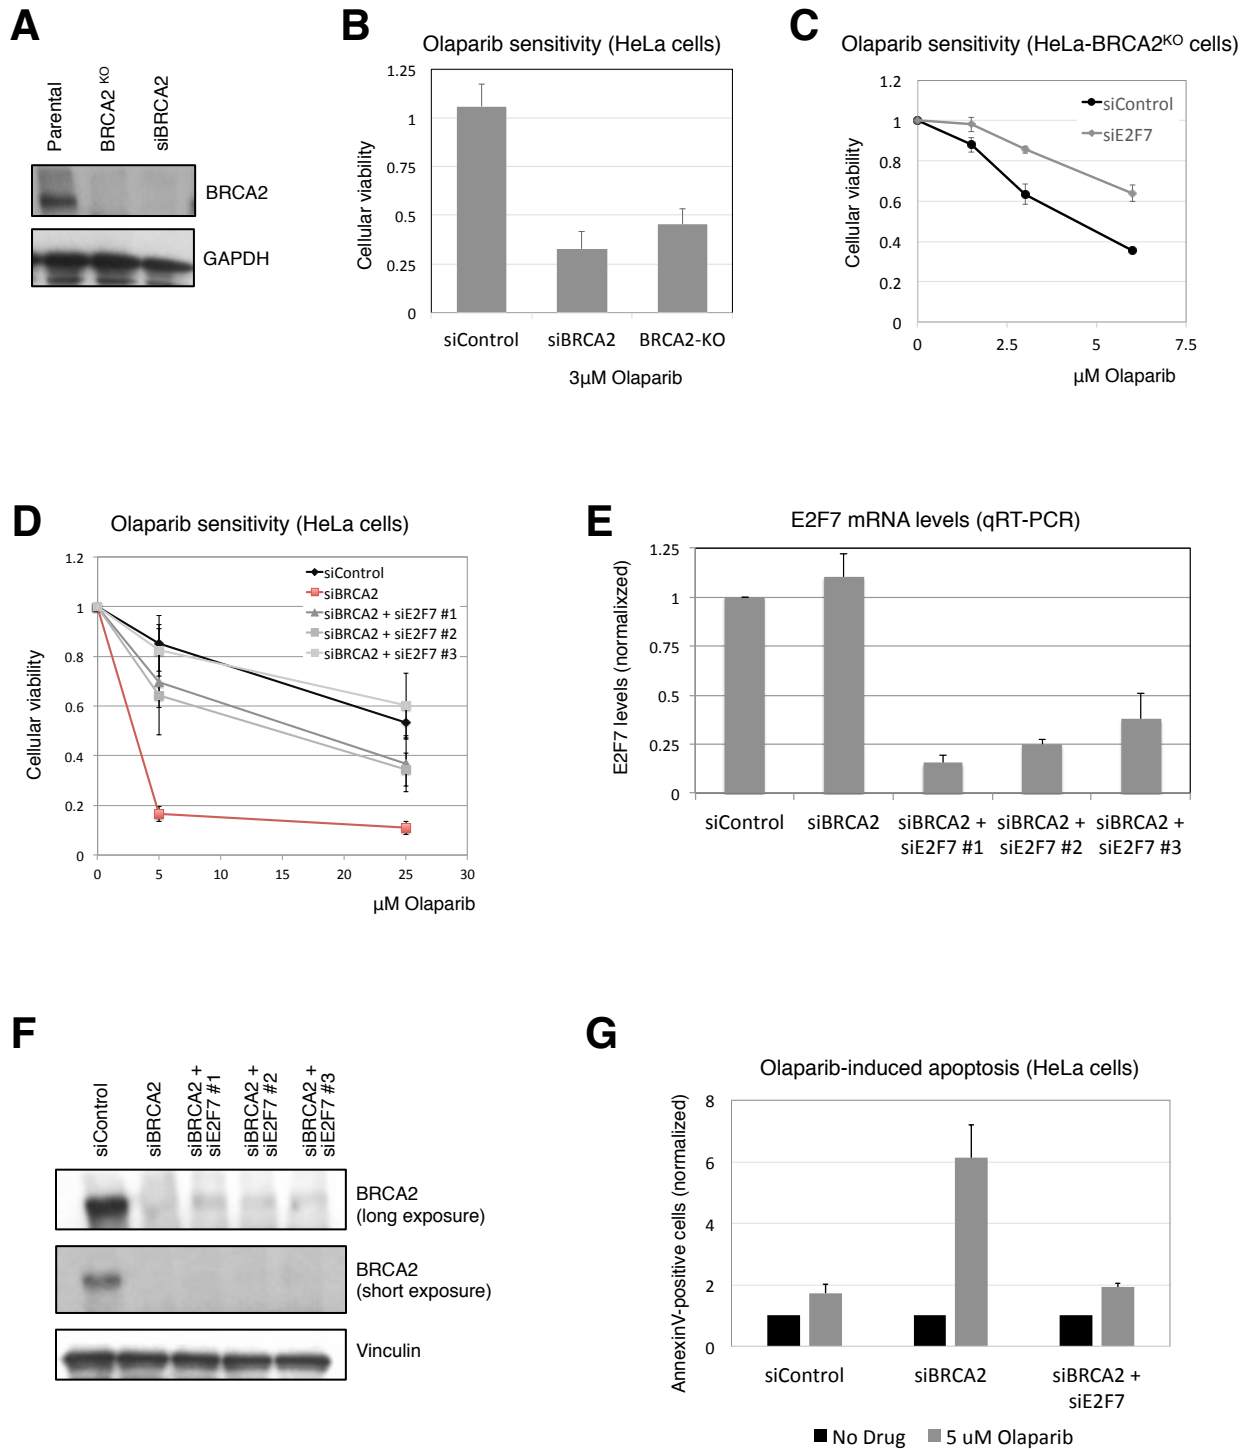 A
Parental
BRCA2 KO
siBRCA2
BRCA2
GAPDH
B
Olaparib sensitivity (HeLa cells)
Cellular viability
1.25
1
0.75
0.5
0.25
0
siControl
siBRCA2
BRCA2-KO
3μM Olaparib
C
Olaparib sensitivity (HeLa-BRCA2KO cells)
Cellular viability
1.2
1
0.8
0.6
0.4
0.2
0
siControl
siE2F7
0
2.5
5
7.5
μM Olaparib
D
Olaparib sensitivity (HeLa cells)
Cellular viability
1.2
1
0.8
0.6
0.4
0.2
0
siControl
siBRCA2
siBRCA2 + siE2F7 #1
siBRCA2 + siE2F7 #2
siBRCA2 + siE2F7 #3
0
5
10
15
20
25
30
μM Olaparib
E
E2F7 mRNA levels (qRT-PCR)
E2F7 levels (normalixzed)
1.25
1
0.75
0.5
0.25
0
siControl
siBRCA2
siBRCA2 +
siE2F7 #1
siBRCA2 +
siE2F7 #2
siBRCA2 +
siE2F7 #3
F
siControl
siBRCA2
siBRCA2 +
siE2F7 #1
siBRCA2 +
siE2F7 #2
siBRCA2 +
siE2F7 #3
BRCA2
(long exposure)
BRCA2
(short exposure)
Vinculin
G
Olaparib-induced apoptosis (HeLa cells)
AnnexinV-positive cells (normalized)
8
6
4
2
0
siControl
siBRCA2
siBRCA2 +
siE2F7
No Drug
5 uM Olaparib